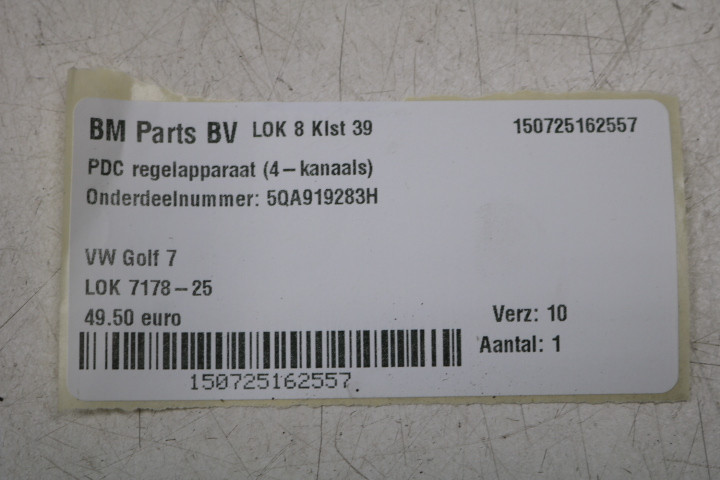 BM Parts BV LOK 8 Klst 39 150725162557
PDC regelapparaat (4-kanaals)
Onderdeelnummer: 5QA919283H
VW Golf 7
LOK 7178-25
49.50 euro Verz: 10
Aantal: 1
150725162557